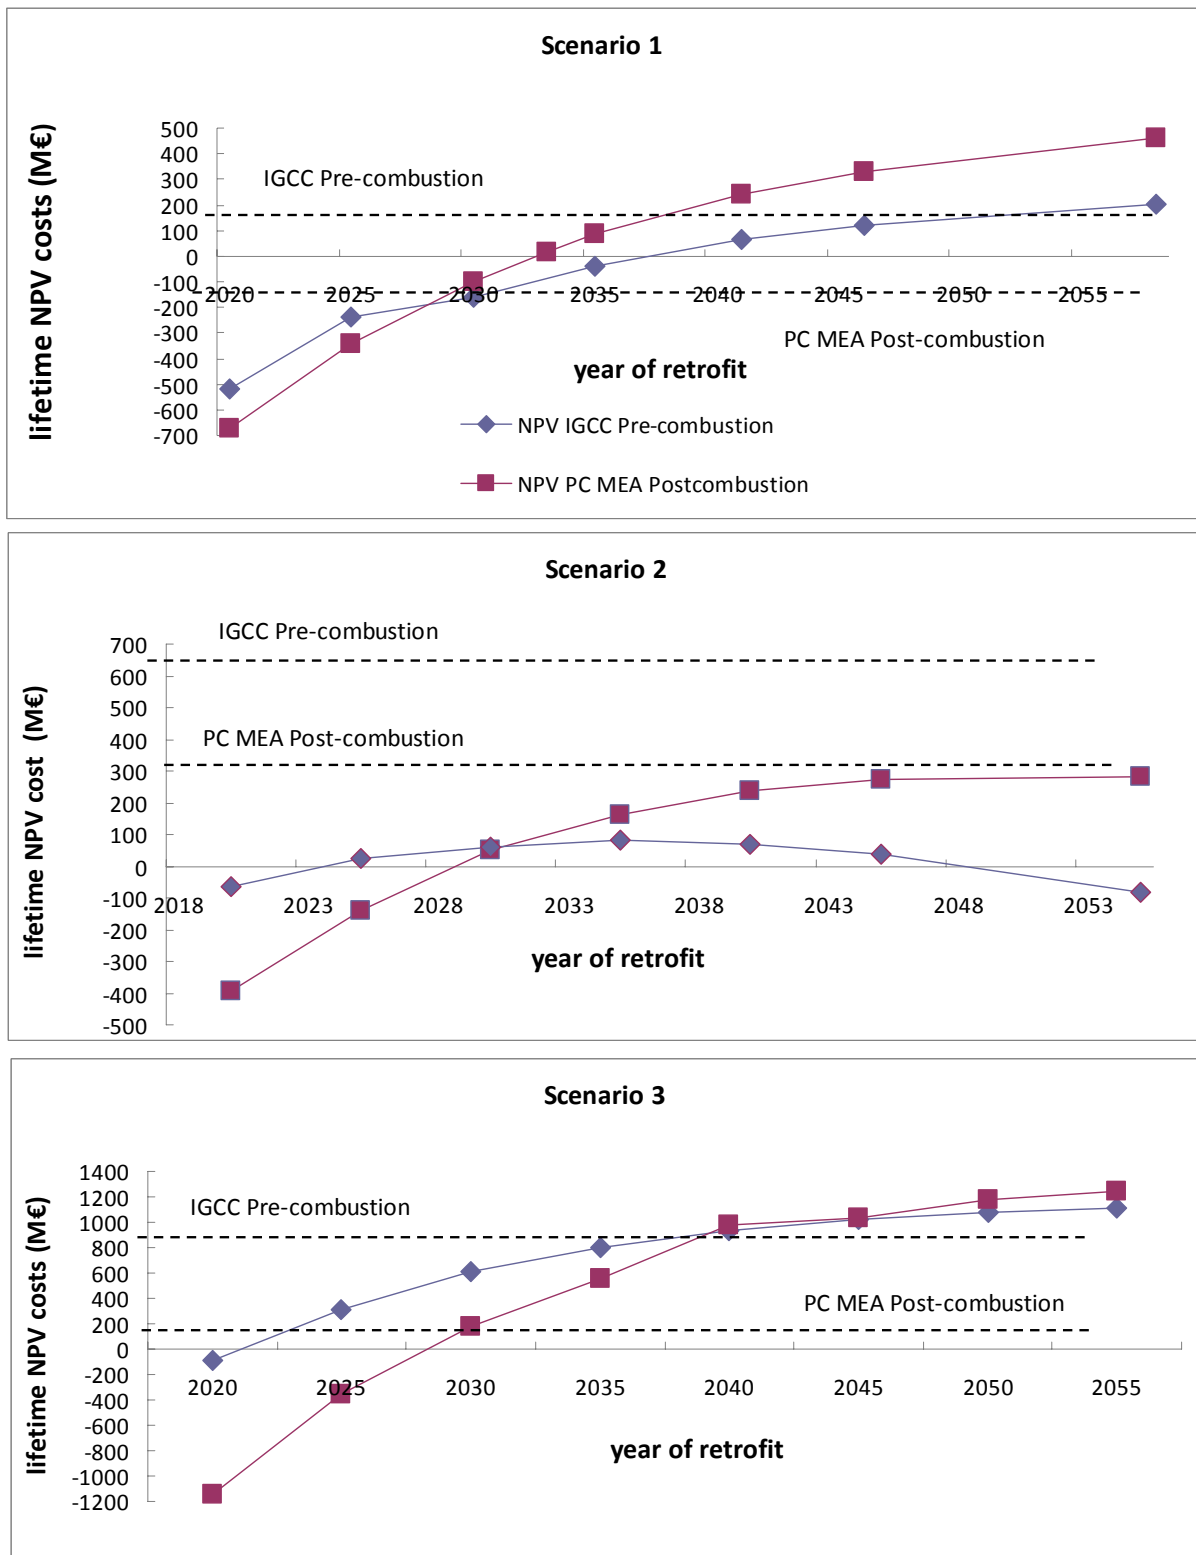 Scenario 1
lifetime NPV costs (M€)
500
400
300
200
100
0
-100
-200
-300
-400
-500
-600
-700
IGCC Pre-combustion
2020 2025 2030 2035 2040 2045 2050 2055
PC MEA Post-combustion
year of retrofit
NPV IGCC Pre-combustion
NPV PC MEA Postcombustion
Scenario 2
lifetime NPV cost (M€)
700
600
500
400
300
200
100
0
-100
-200
-300
-400
-500
IGCC Pre-combustion
PC MEA Post-combustion
2018 2023 2028 2033 2038 2043 2048 2053
year of retrofit
Scenario 3
lifetime NPV costs (M€)
1400
1200
1000
800
600
400
200
0
-200
-400
-600
-800
-1000
-1200
IGCC Pre-combustion
PC MEA Post-combustion
2020 2025 2030 2035 2040 2045 2050 2055
year of retrofit